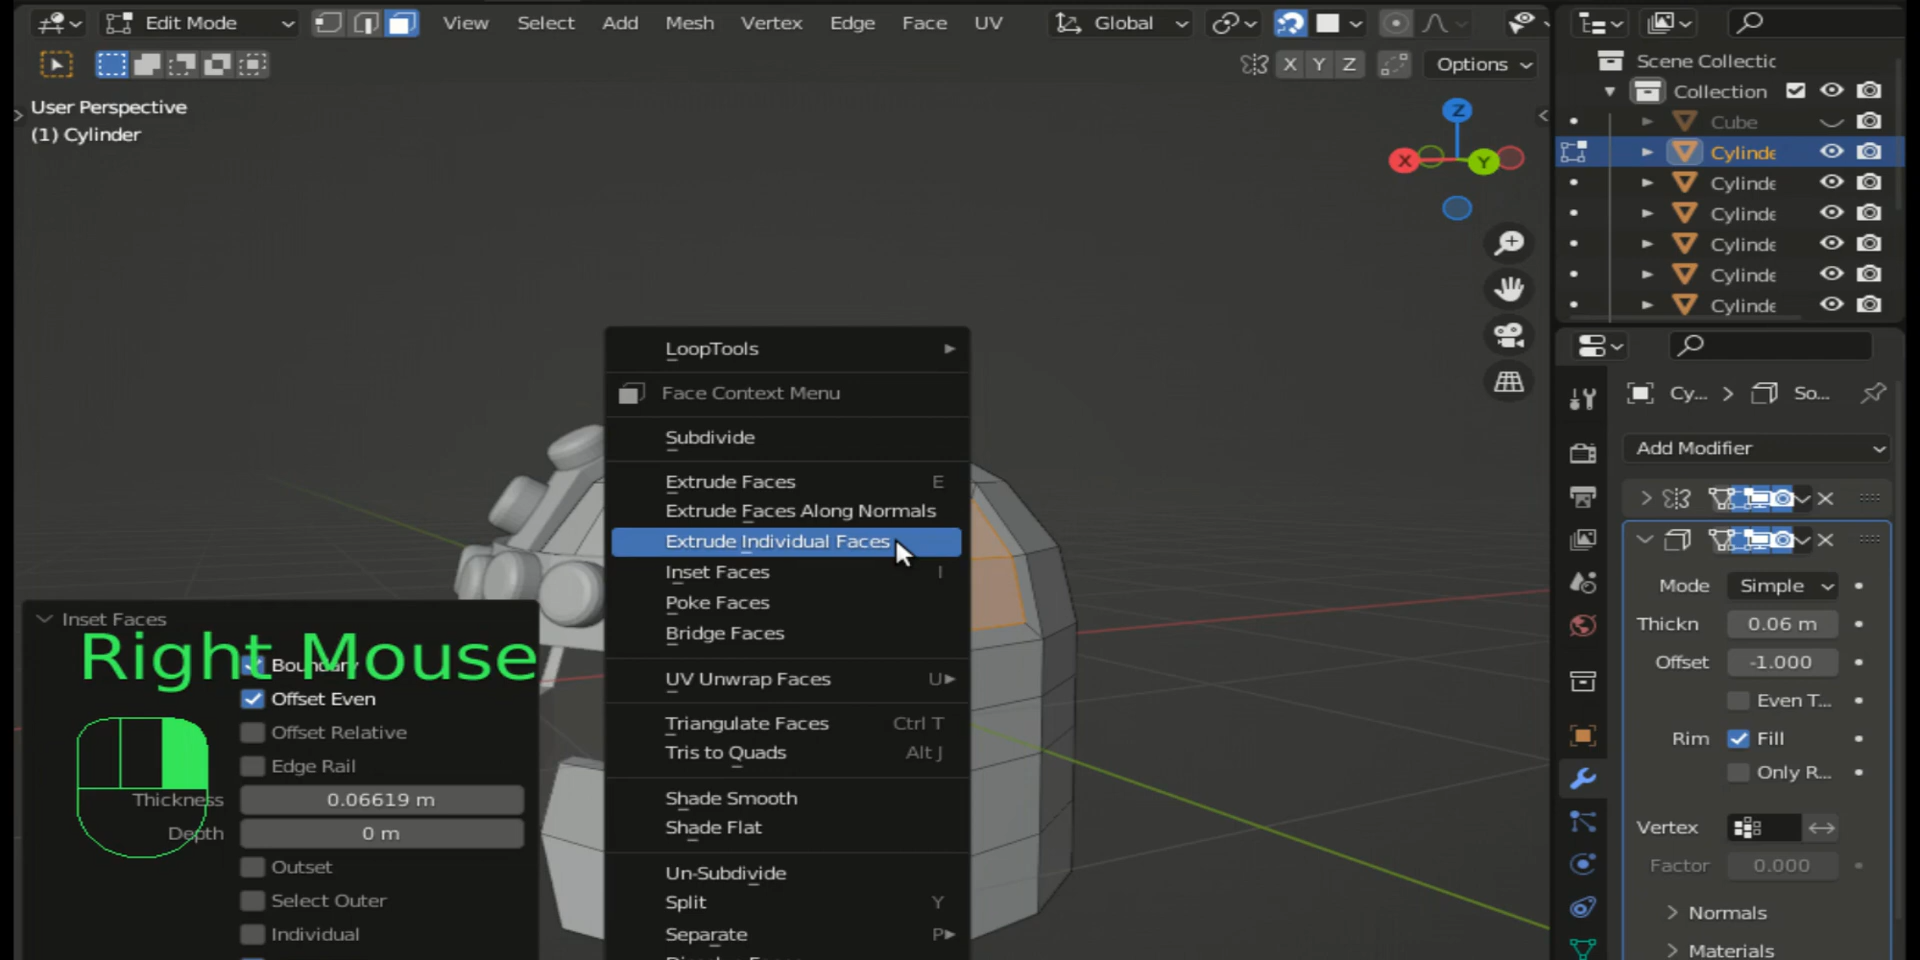 Edit Mode
View
Select
Add
Mesh
Vertex
Edge
Face
UV
Global
X
Y
Z
Options
User Perspective
(1) Cylinder
Z
X
Y
Scene Collectic
Collection
Cube
Cylinde
Cylinde
Cylinde
Cylinde
Cylinde
Cylinde
LoopTools
Face Context Menu
Subdivide
Extrude Faces E
Extrude Faces Along Normals
Extrude Individual Faces
Inset Faces I
Poke Faces
Bridge Faces
UV Unwrap Faces U
Triangulate Faces Ctrl T
Tris to Quads Alt J
Shade Smooth
Shade Flat
Un-Subdivide
Split Y
Separate P
Inset Faces
Right Mouse
Boundary
Offset Even
Offset Relative
Edge Rail
Thickness 0.06619 m
Depth 0 m
Outset
Select Outer
Individual
Cy... > So...
Add Modifier
Mode Simple
Thickn 0.06 m
Offset -1.000
Even T...
Rim Fill
Only R...
Vertex
Factor 0.000
Normals
Materials